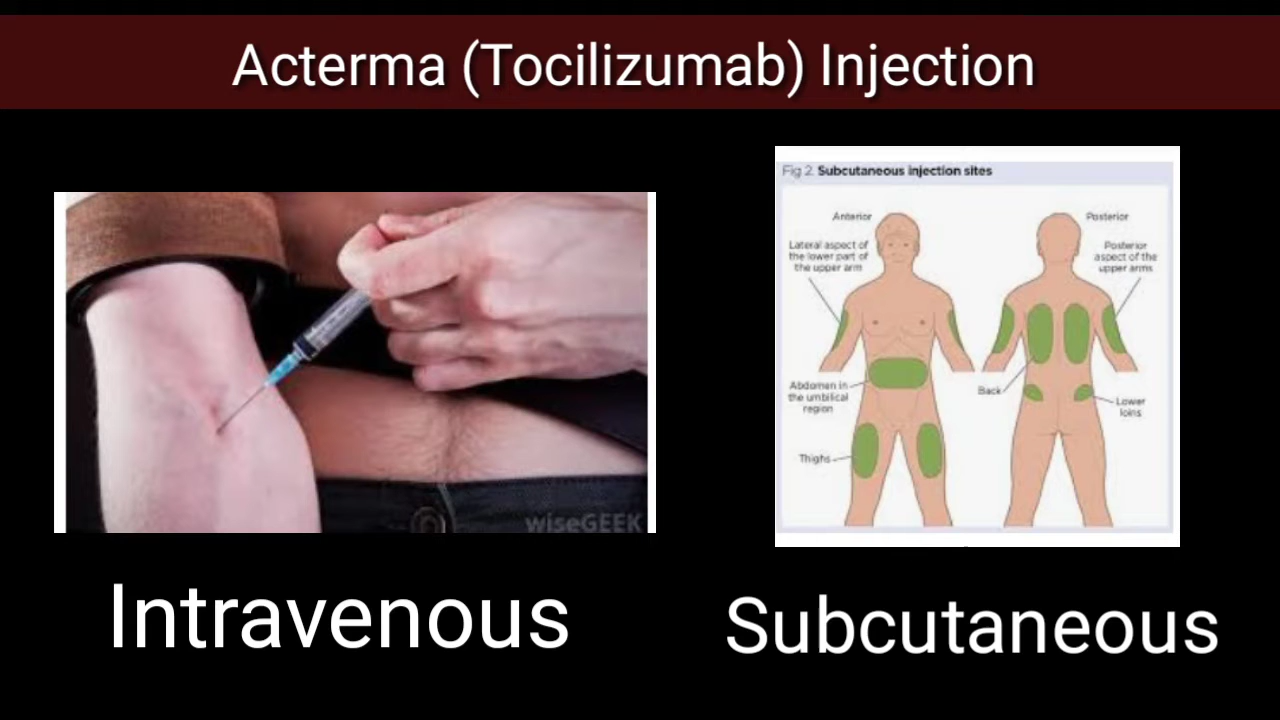 Acterma (Tocilizumab) Injection
Fig 2. Subcutaneous injection sites
Anterior
Posterior
Lateral aspect of
the lower part of
the upper arm
Posterior
aspect of the
upper arms
Abdomen in
the umbilical
region
Back
Lower
loins
Thighs
wiseGEEK
Intravenous
Subcutaneous